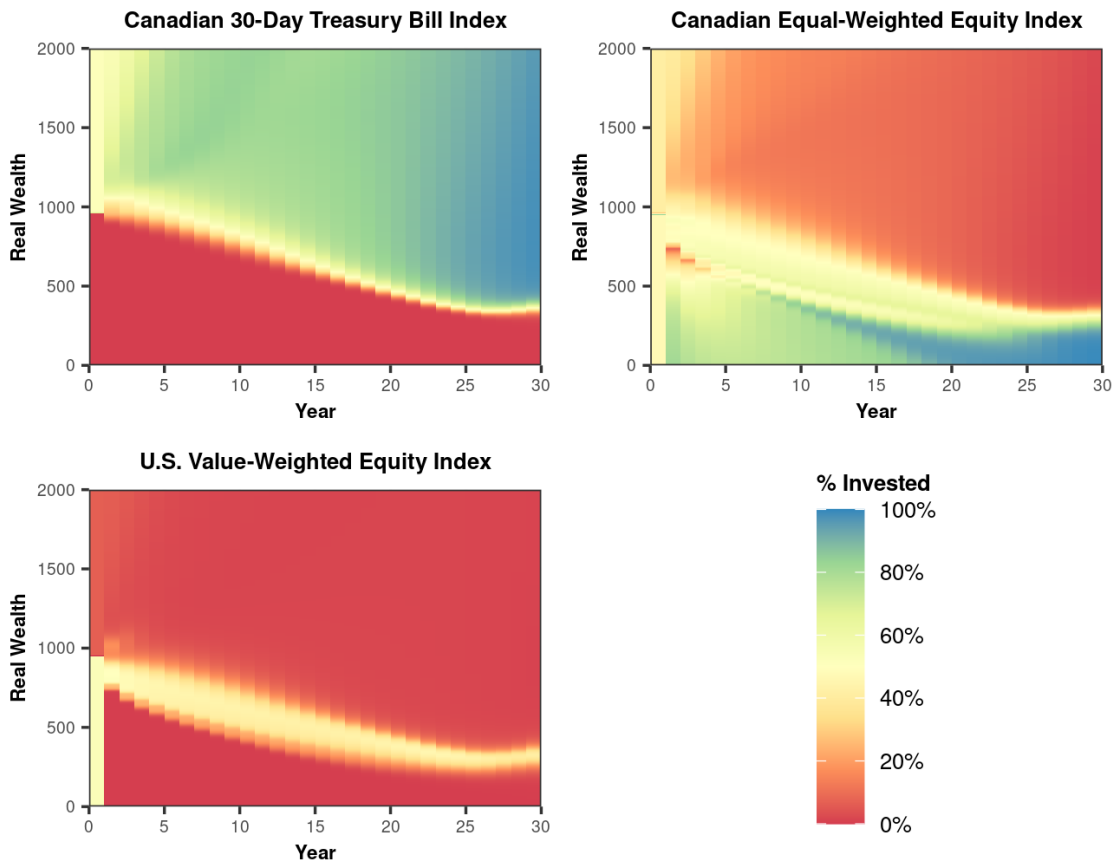 Canadian 30-Day Treasury Bill Index
2000
1500
1000
500
0
Real Wealth
0 5 10 15 20 25 30
Year
Canadian Equal-Weighted Equity Index
2000
1500
1000
500
0
Real Wealth
0 5 10 15 20 25 30
Year
U.S. Value-Weighted Equity Index
2000
1500
1000
500
0
Real Wealth
0 5 10 15 20 25 30
Year
% Invested
100%
80%
60%
40%
20%
0%